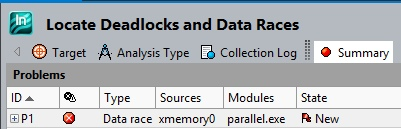 In
Locate Deadlocks and Data Races
Target Analysis Type Collection Log Summary
Problems
ID Type Sources Modules State
P1 Data race xmemory0 parallel.exe New